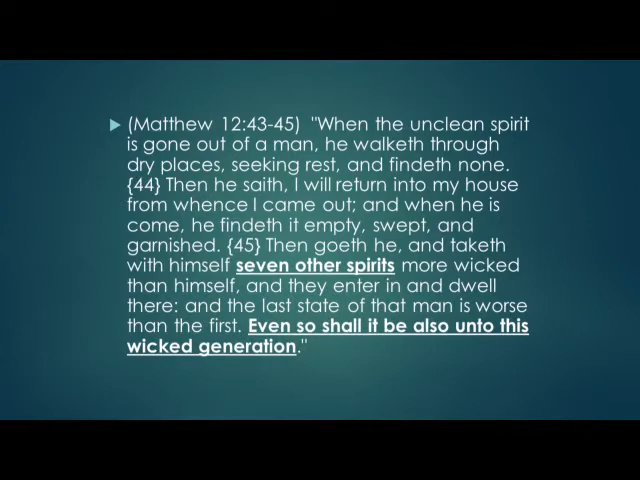 (Matthew 12:43-45) "When the unclean spirit
is gone out of a man, he walketh through
dry places, seeking rest, and findeth none.
{44} Then he saith, I will return into my house
from whence I came out; and when he is
come, he findeth it empty, swept, and
garnished. {45} Then goeth he, and taketh
with himself seven other spirits more wicked
than himself, and they enter in and dwell
there: and the last state of that man is worse
than the first. Even so shall it be also unto this
wicked generation."